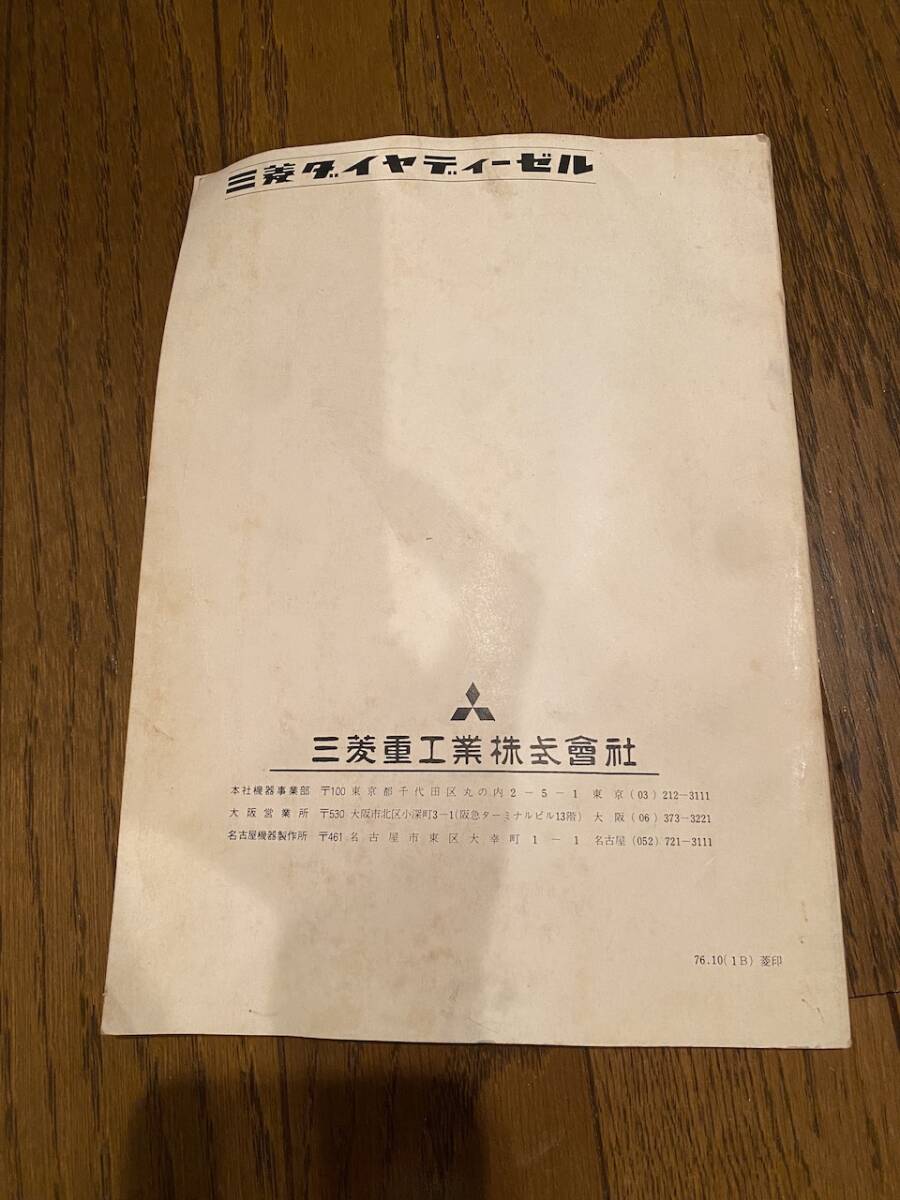 三菱ダイヤディーゼル
三菱重工業株式會社
本社機器事業部 〒100 東京都千代田区丸の内2-5-1 東京(03)212-3111
大阪営業所 〒530 大阪市北区小深町3-1(阪急ターミナルビル13階) 大阪(06)373-3221
名古屋機器製作所 〒461 名古屋市東区大幸町1-1 名古屋(052)721-3111
76.10(1B)菱印